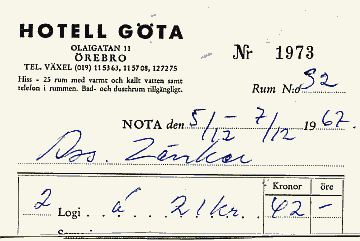 HOTELL GÖTA
OLAIGATAN 11
ÖREBRO
TEL. VÄXEL (019) 115363, 115708, 127275
Hiss - 25 rum med varmt och kallt vatten samt
telefon i rummen. Bad- och duschrum tillgängligt.
Nr 1973
Rum N:o 32
NOTA den 5/12 - 7/12 1962.
Kronor öre
2 Logi . . á . . 21 kr. . 42 -